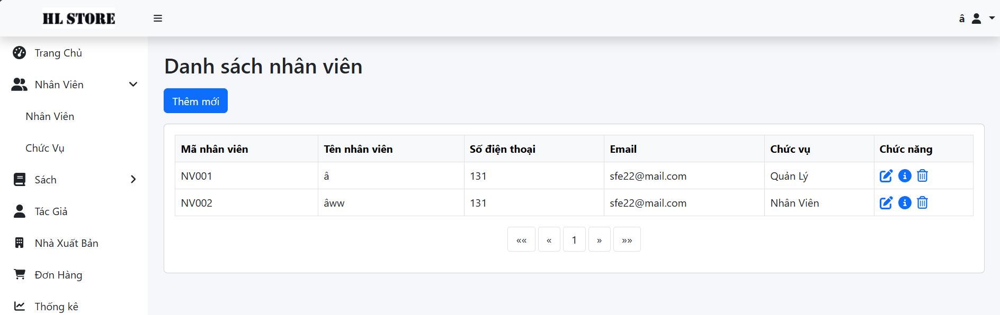 HL STORE
â
Trang Chủ
Nhân Viên
Nhân Viên
Chức Vụ
Sách
Tác Giả
Nhà Xuất Bản
Đơn Hàng
Thống kê
Danh sách nhân viên
Thêm mới
Mã nhân viên Tên nhân viên Số điện thoại Email Chức vụ Chức năng
NV001 â 131 sfe22@mail.com Quản Lý
NV002 âww 131 sfe22@mail.com Nhân Viên
«« « 1 » »»